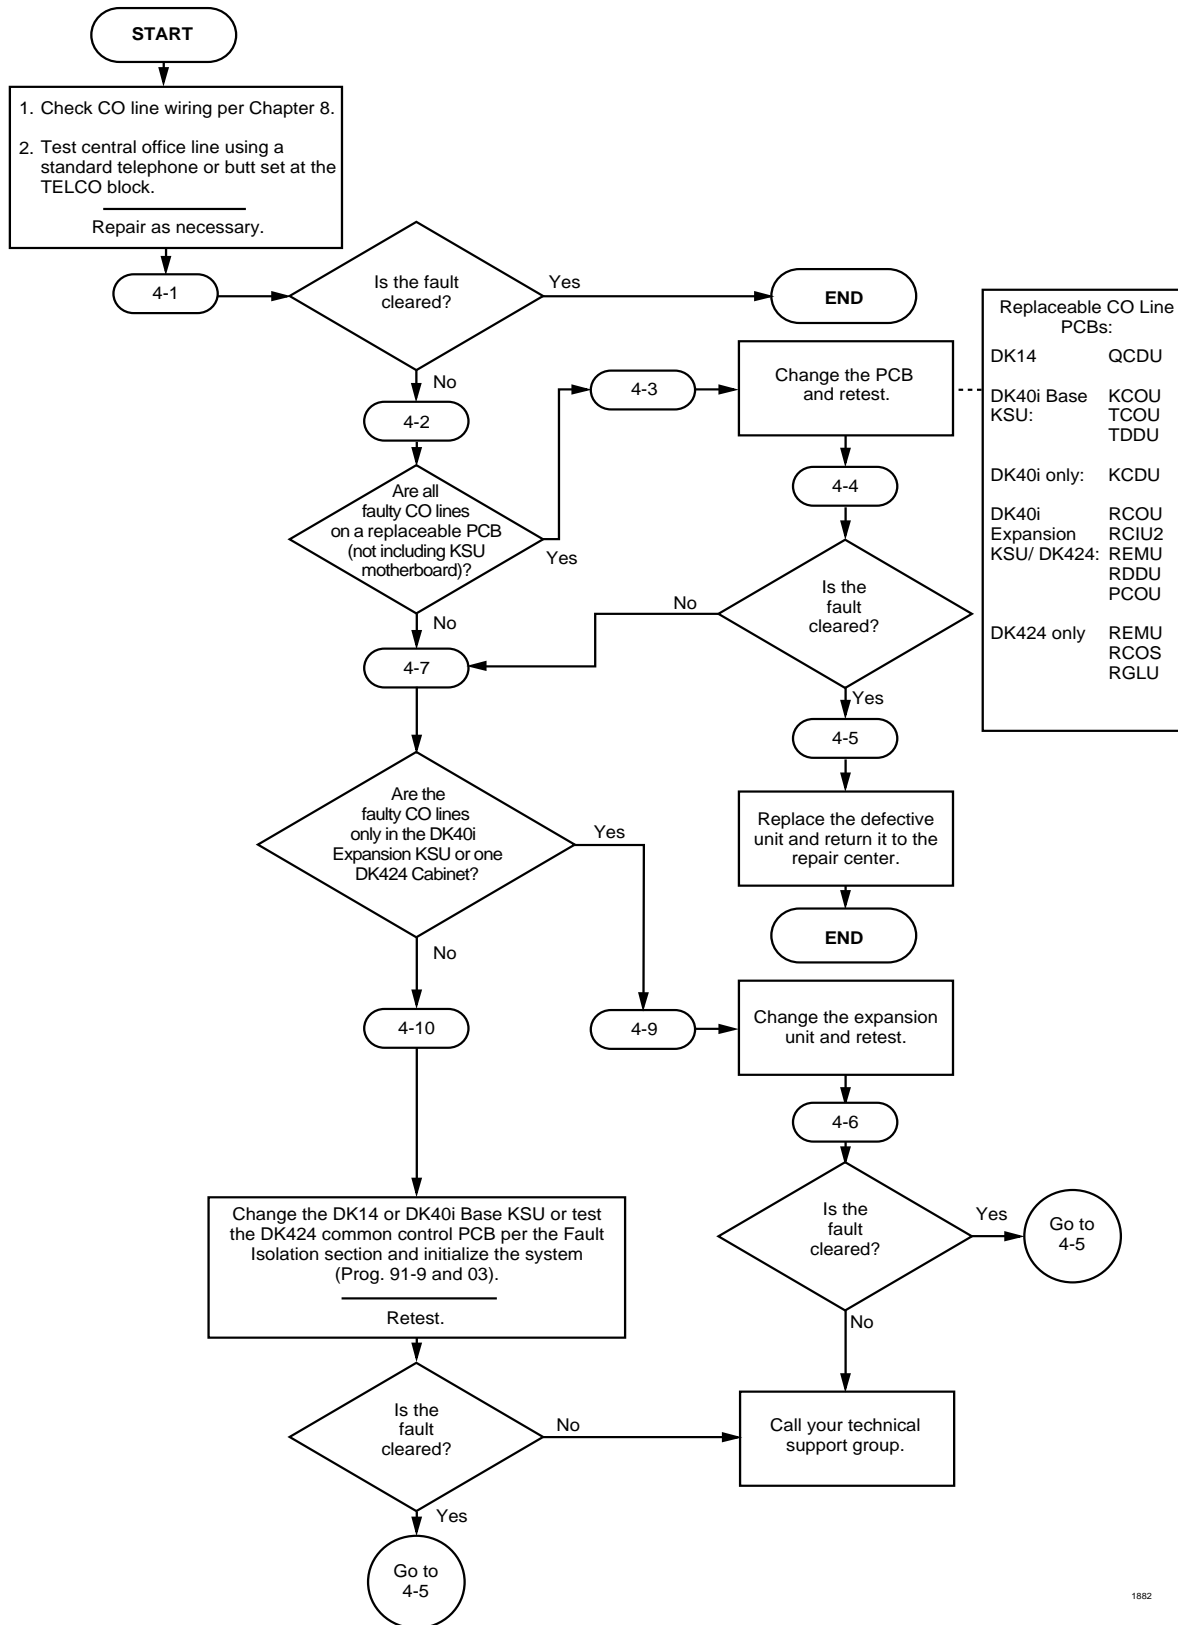 START
1. Check CO line wiring per Chapter 8.
2. Test central office line using a
standard telephone or butt set at the
TELCO block.
Repair as necessary.
4-1
Is the fault
cleared?
Yes
END
No
4-2
Are all
faulty CO lines
on a replaceable PCB
(not including KSU
motherboard)?
Yes
No
4-3
Change the PCB
and retest.
Replaceable CO Line
PCBs:
DK14 QCDU
DK40i Base KCOU
KSU: TCOU
TDDU
DK40i only: KCDU
DK40i RCOU
Expansion RCIU2
KSU/ DK424: REMU
RDDU
PCOU
DK424 only REMU
RCOS
RGLU
4-4
Is the
fault
cleared?
No
Yes
4-5
Replace the defective
unit and return it to the
repair center.
END
4-7
Are the
faulty CO lines
only in the DK40i
Expansion KSU or one
DK424 Cabinet?
Yes
No
4-9
Change the expansion
unit and retest.
4-6
Is the
fault
cleared?
Yes
Go to
4-5
No
4-10
Change the DK14 or DK40i Base KSU or test
the DK424 common control PCB per the Fault
Isolation section and initialize the system
(Prog. 91-9 and 03).
Retest.
Is the
fault
cleared?
No
Call your technical
support group.
Yes
Go to
4-5
1882